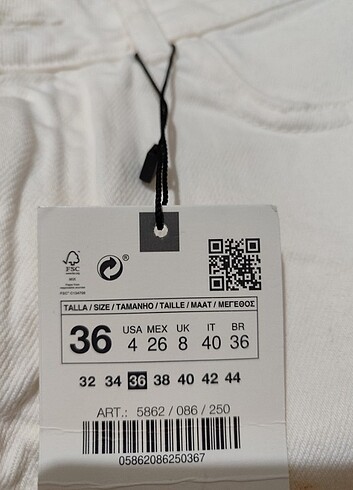 FSC
MIX
TALLA / SIZE / TAMANHO / TAILLE / MAAT / ΜΕΓΕΘΟΣ
36
USA MEX UK IT BR
4 26 8 40 36
32 34 36 38 40 42 44
ART.: 5862 / 086 / 250
05862086250367